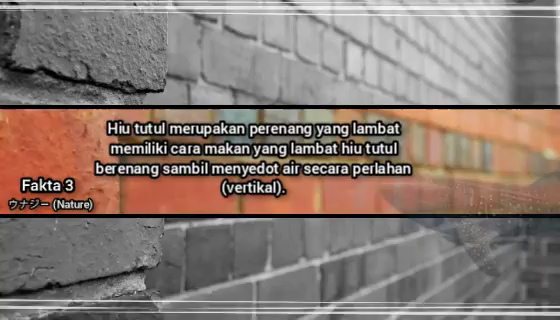 Hiu tutul merupakan perenang yang lambat
memiliki cara makan yang lambat hiu tutul
berenang sambil menyedot air secara perlahan
(vertikal).
Fakta 3
ウナジー (Nature)